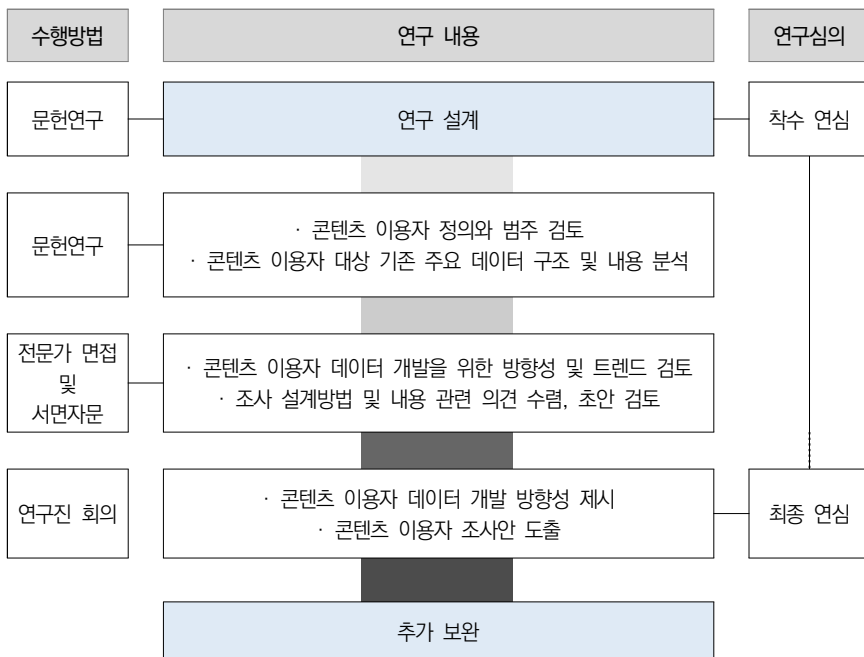 수행방법
연구 내용
연구심의
문헌연구
연구 설계
착수 연심
문헌연구
· 콘텐츠 이용자 정의와 범주 검토
· 콘텐츠 이용자 대상 기존 주요 데이터 구조 및 내용 분석
전문가 면접
및
서면자문
· 콘텐츠 이용자 데이터 개발을 위한 방향성 및 트렌드 검토
· 조사 설계방법 및 내용 관련 의견 수렴, 초안 검토
연구진 회의
· 콘텐츠 이용자 데이터 개발 방향성 제시
· 콘텐츠 이용자 조사안 도출
최종 연심
추가 보완